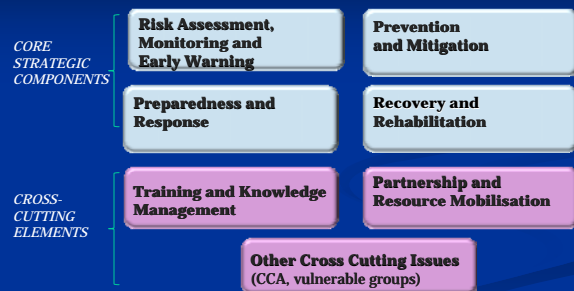 CORE
STRATEGIC
COMPONENTS
Risk Assessment,
Monitoring and
Early Warning
Prevention
and Mitigation
Preparedness and
Response
Recovery and
Rehabilitation
CROSS-
CUTTING
ELEMENTS
Training and Knowledge
Management
Partnership and
Resource Mobilisation
Other Cross Cutting Issues
(CCA, vulnerable groups)